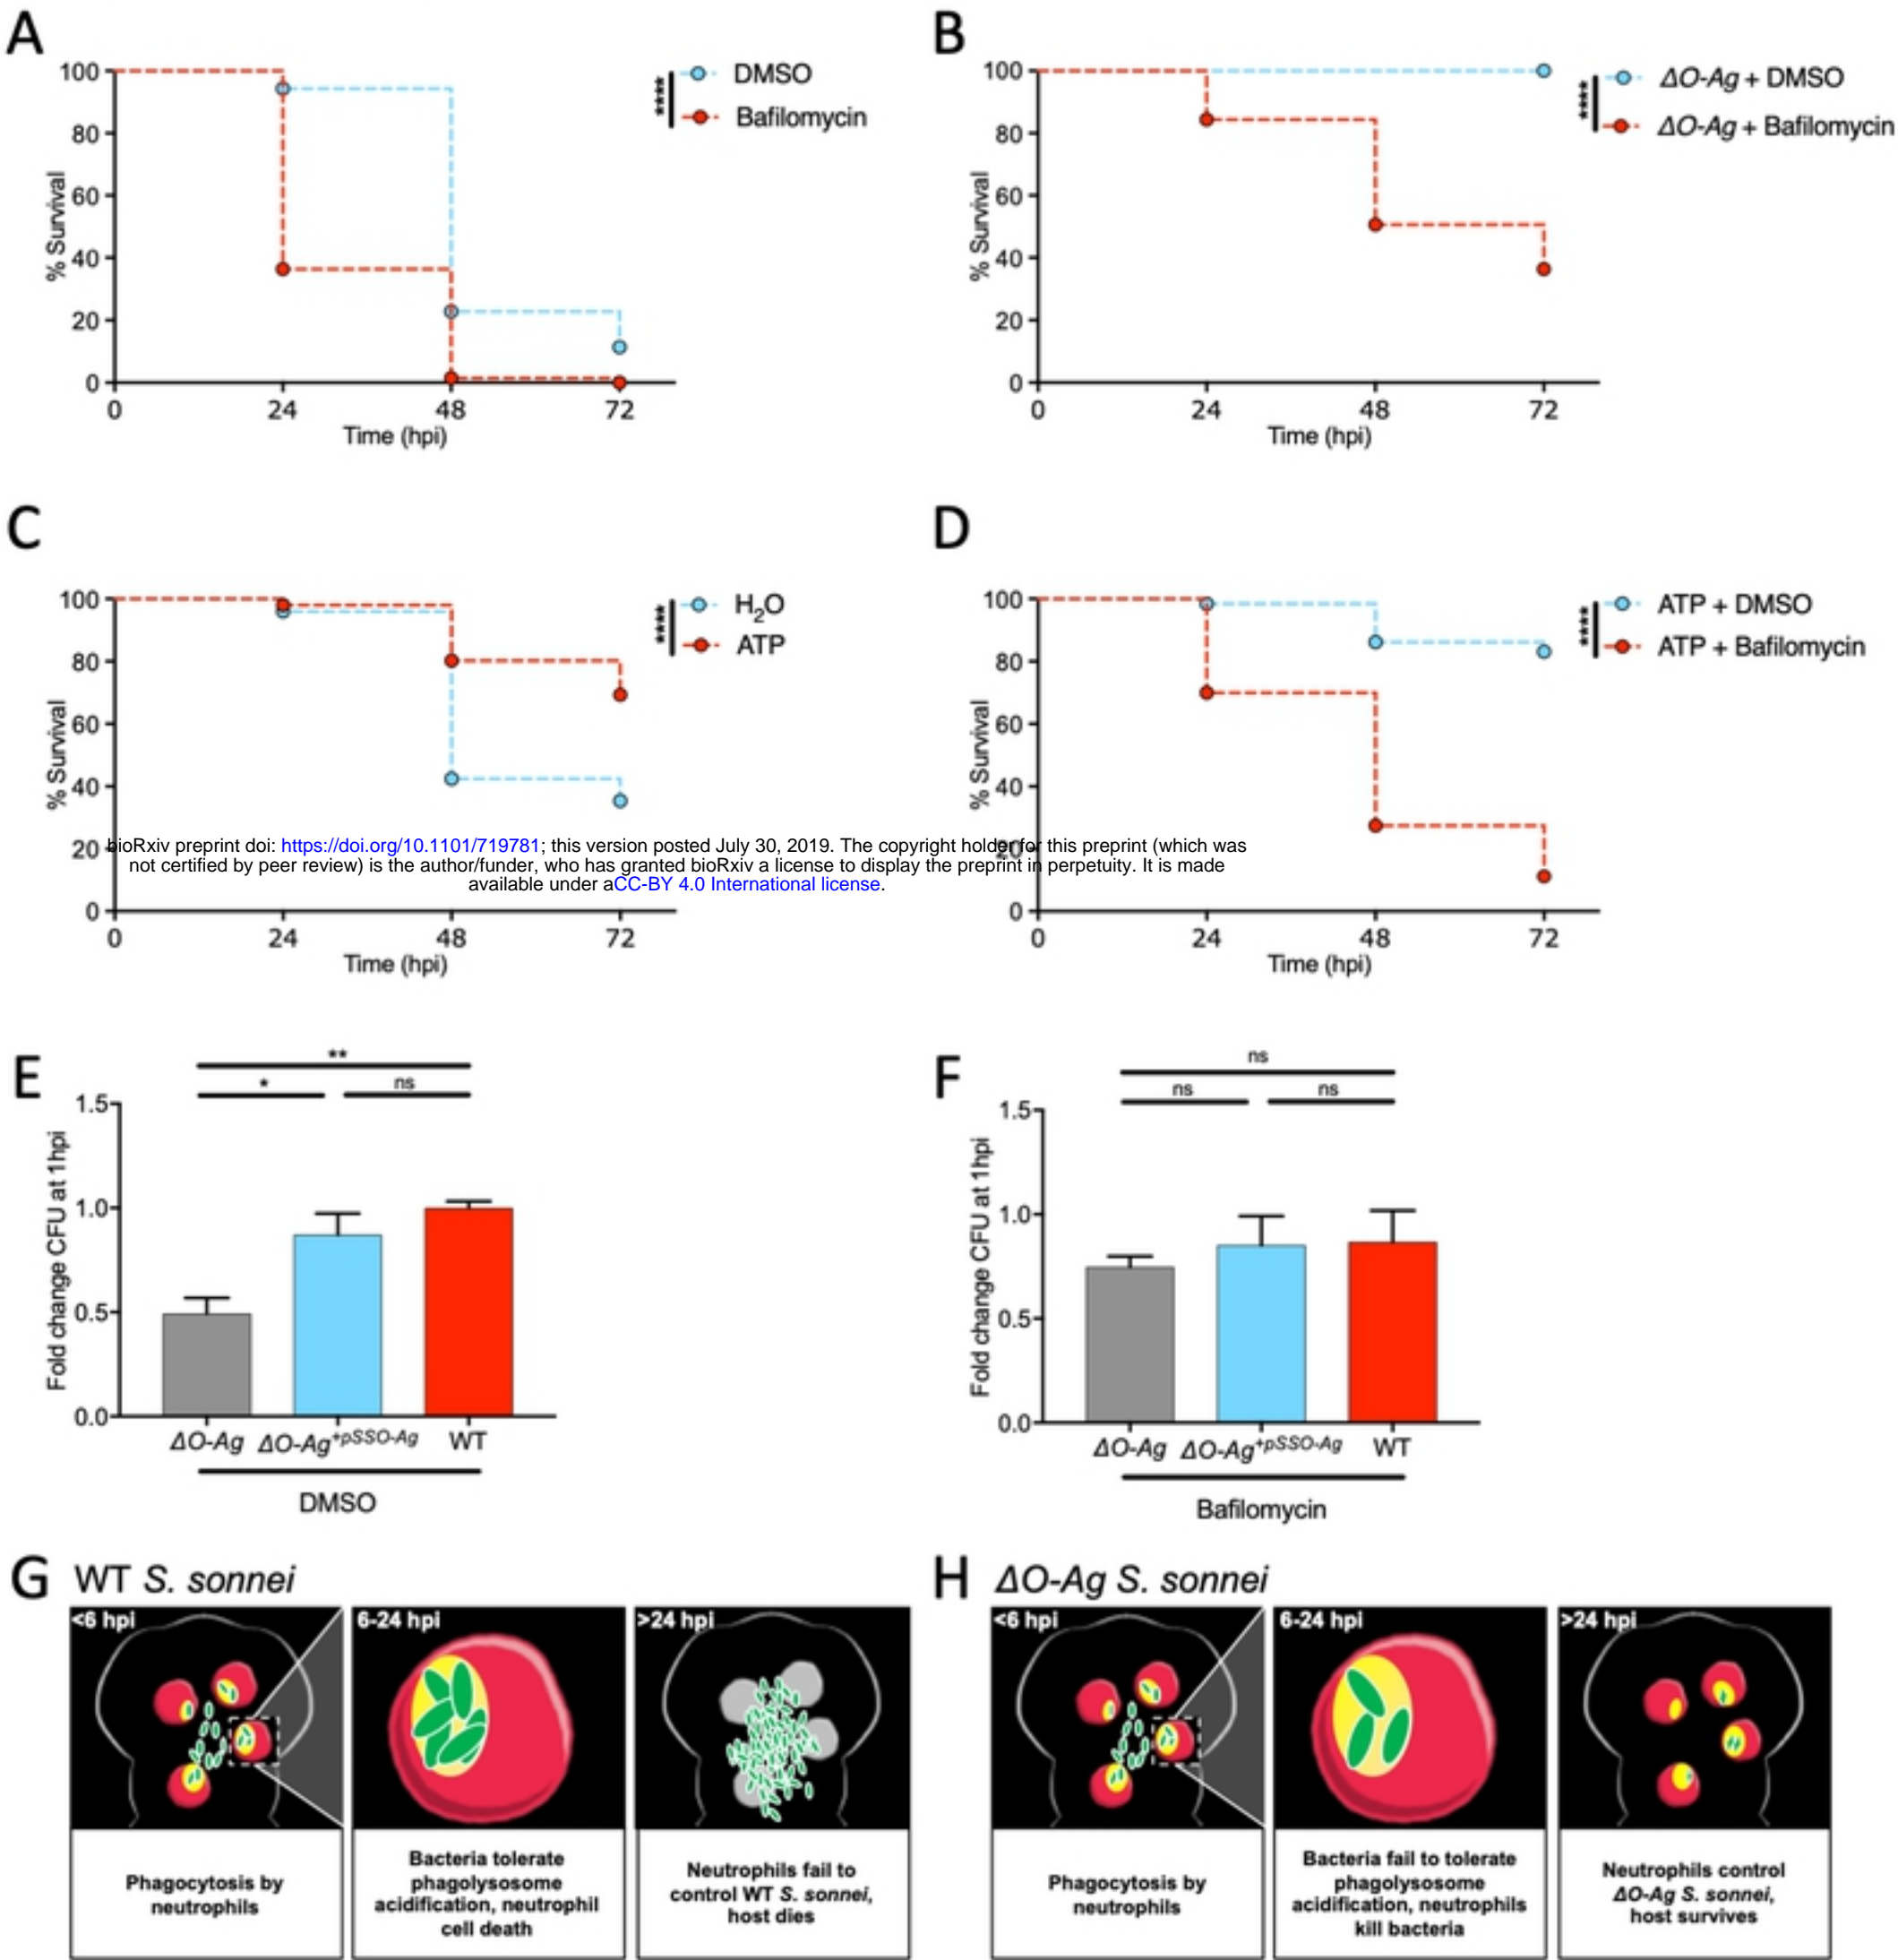 A
100
80
60
40
20
0
% Survival
0 24 48 72
Time (hpi)
****
DMSO
Bafilomycin
B
100
80
60
40
20
0
% Survival
0 24 48 72
Time (hpi)
****
ΔO-Ag + DMSO
ΔO-Ag + Bafilomycin
C
100
80
60
40
20
0
% Survival
0 24 48 72
Time (hpi)
****
H₂O
ATP
D
100
80
60
40
20
0
% Survival
0 24 48 72
Time (hpi)
****
ATP + DMSO
ATP + Bafilomycin
bioRxiv preprint doi: https://doi.org/10.1101/719781; this version posted July 30, 2019. The copyright holder for this preprint (which was
not certified by peer review) is the author/funder, who has granted bioRxiv a license to display the preprint in perpetuity. It is made
available under aCC-BY 4.0 International license.
E
**
* ns
1.5
1.0
0.5
0.0
Fold change CFU at 1hpi
ΔO-Ag ΔO-Ag⁺pSSO-Ag WT
DMSO
F
ns
ns ns
1.5
1.0
0.5
0.0
Fold change CFU at 1hpi
ΔO-Ag ΔO-Ag⁺pSSO-Ag WT
Bafilomycin
G WT S. sonnei
<6 hpi
6-24 hpi
>24 hpi
Phagocytosis by
neutrophils
Bacteria tolerate
phagolysosome
acidification, neutrophil
cell death
Neutrophils fail to
control WT S. sonnei,
host dies
H ΔO-Ag S. sonnei
<6 hpi
6-24 hpi
>24 hpi
Phagocytosis by
neutrophils
Bacteria fail to tolerate
phagolysosome
acidification, neutrophils
kill bacteria
Neutrophils control
ΔO-Ag S. sonnei,
host survives